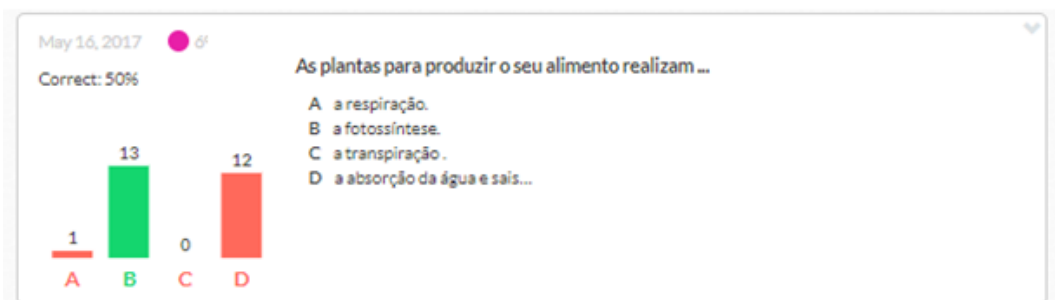 May 16, 2017 6º
Correct: 50%
As plantas para produzir o seu alimento realizam ...
A a respiração.
B a fotossíntese.
C a transpiração .
D a absorção da água e sais...
1 13 0 12
A B C D